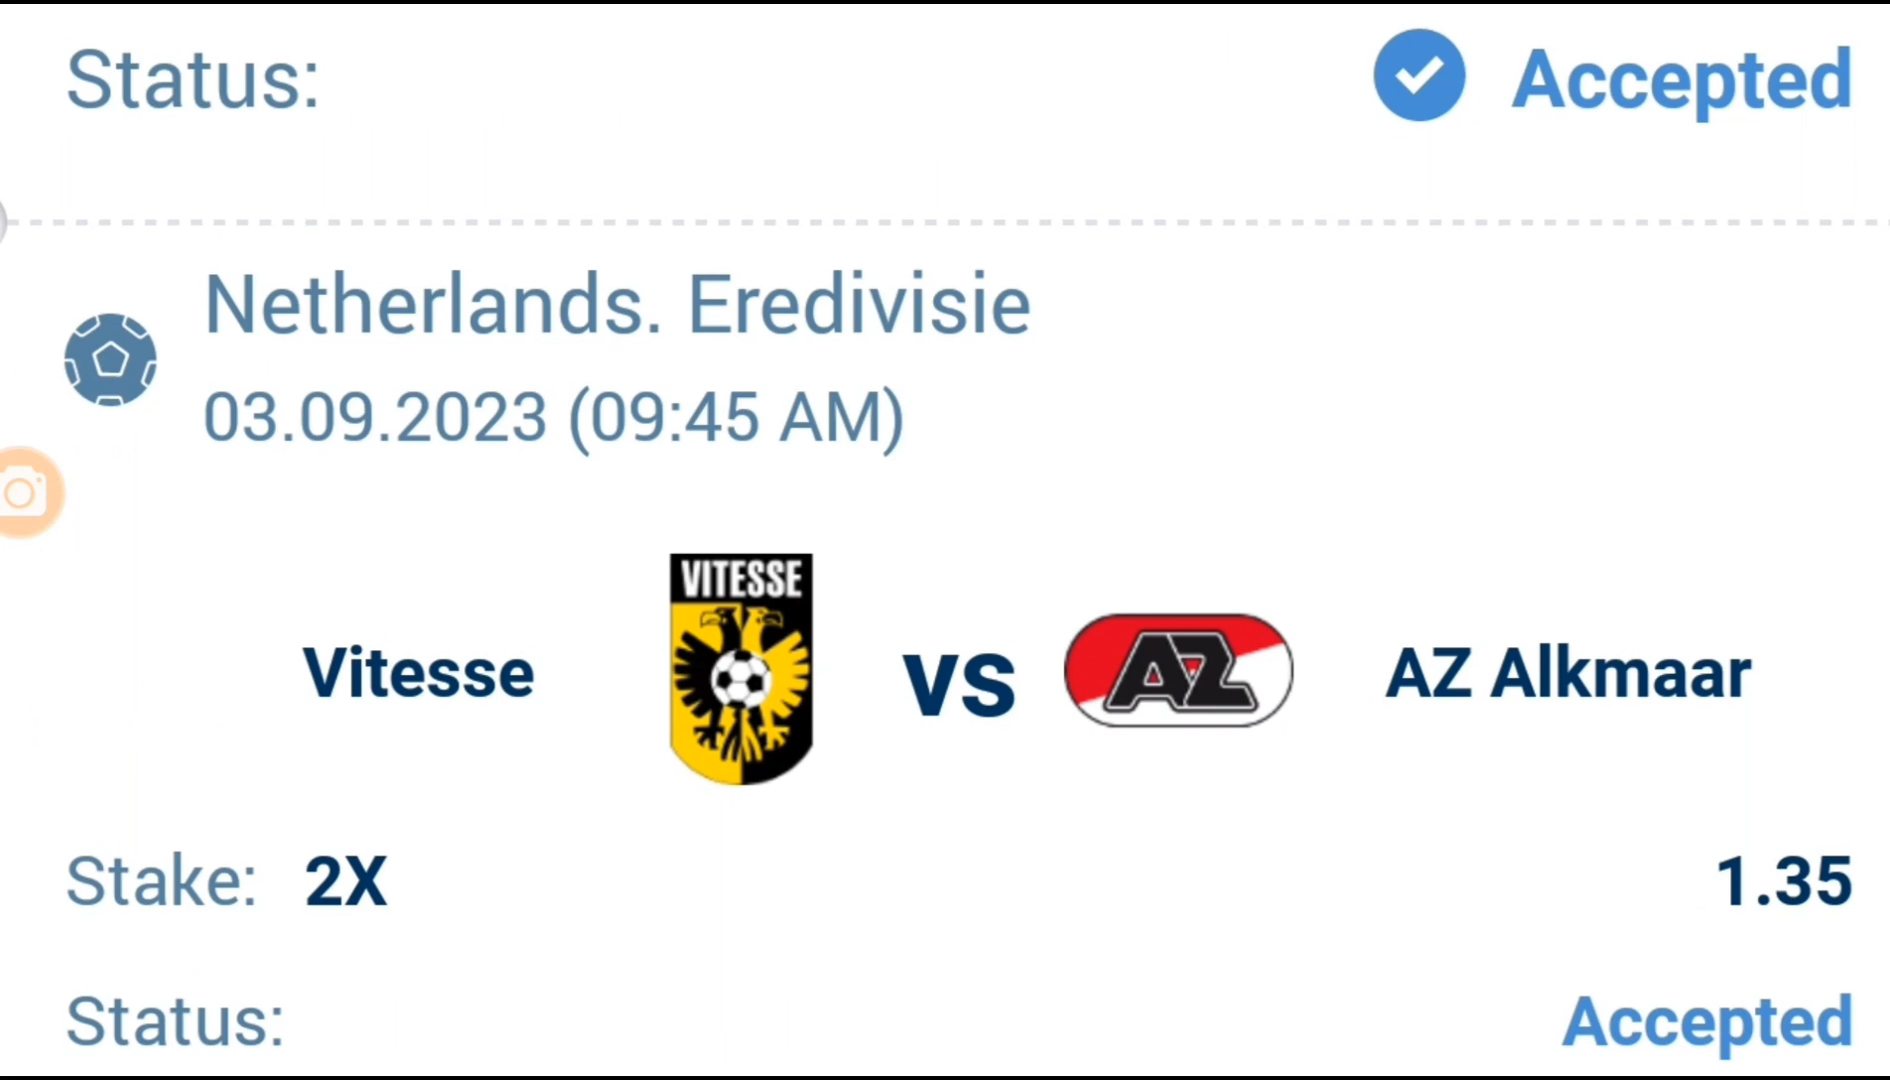 Status: Accepted
Netherlands. Eredivisie
03.09.2023 (09:45 AM)
VITESSE
Vitesse vs AZ AZ Alkmaar
Stake: 2X 1.35
Status: Accepted